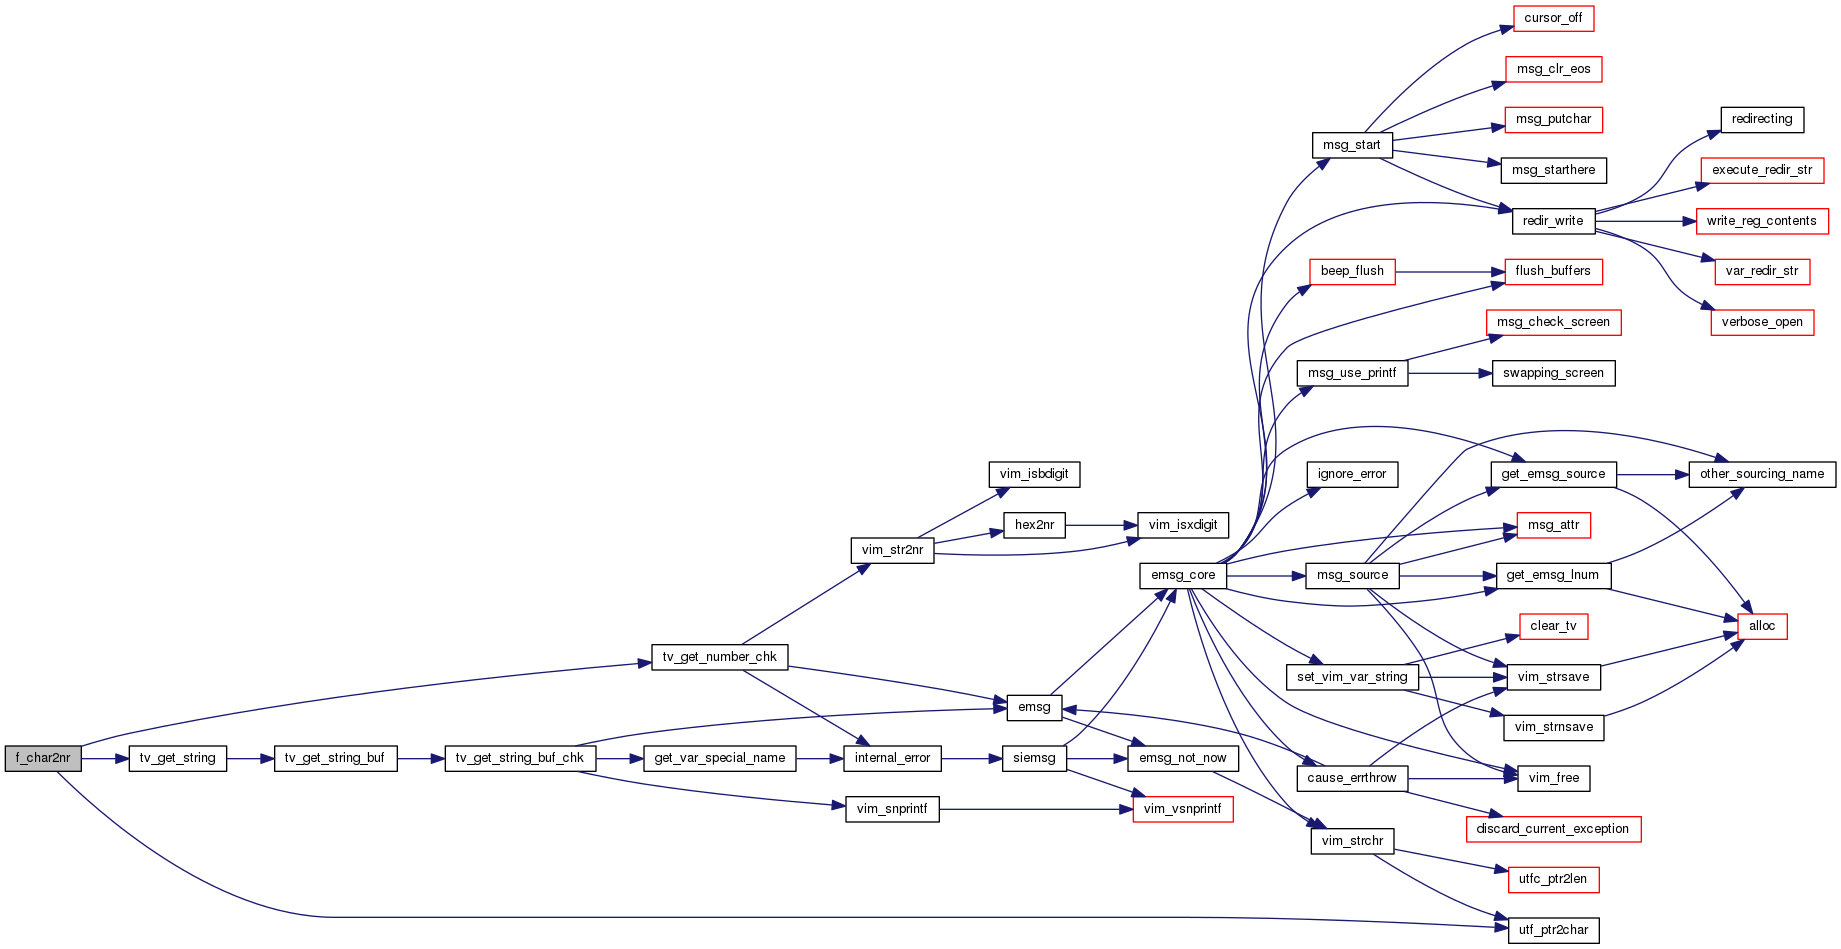 cursor_off
msg_clr_eos
msg_putchar
redirecting
msg_start
msg_starthere
execute_redir_str
redir_write
write_reg_contents
beep_flush
flush_buffers
var_redir_str
msg_check_screen
verbose_open
msg_use_printf
swapping_screen
vim_isbdigit
ignore_error
get_emsg_source
other_sourcing_name
hex2nr
vim_isxdigit
msg_attr
vim_str2nr
emsg_core
msg_source
get_emsg_lnum
clear_tv
alloc
tv_get_number_chk
set_vim_var_string
vim_strsave
emsg
vim_strnsave
f_char2nr
tv_get_string
tv_get_string_buf
tv_get_string_buf_chk
get_var_special_name
internal_error
siemsg
emsg_not_now
cause_errthrow
vim_free
vim_snprintf
vim_vsnprintf
discard_current_exception
vim_strchr
utfc_ptr2len
utf_ptr2char